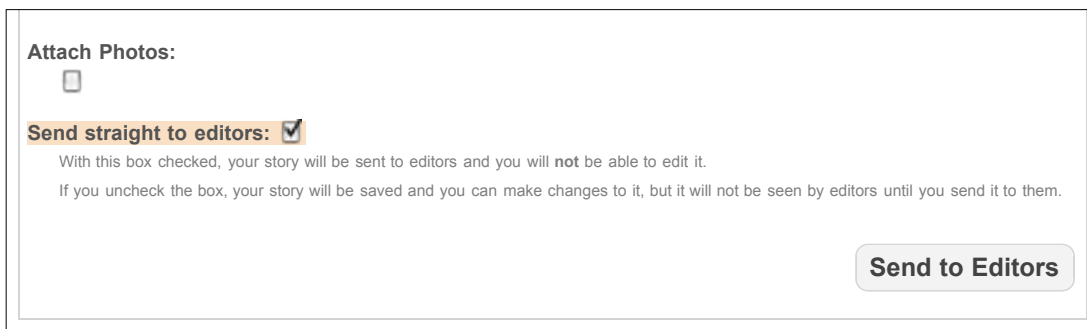 Attach Photos:
Send straight to editors:
With this box checked, your story will be sent to editors and you will not be able to edit it.
If you uncheck the box, your story will be saved and you can make changes to it, but it will not be seen by editors until you send it to them.
Send to Editors